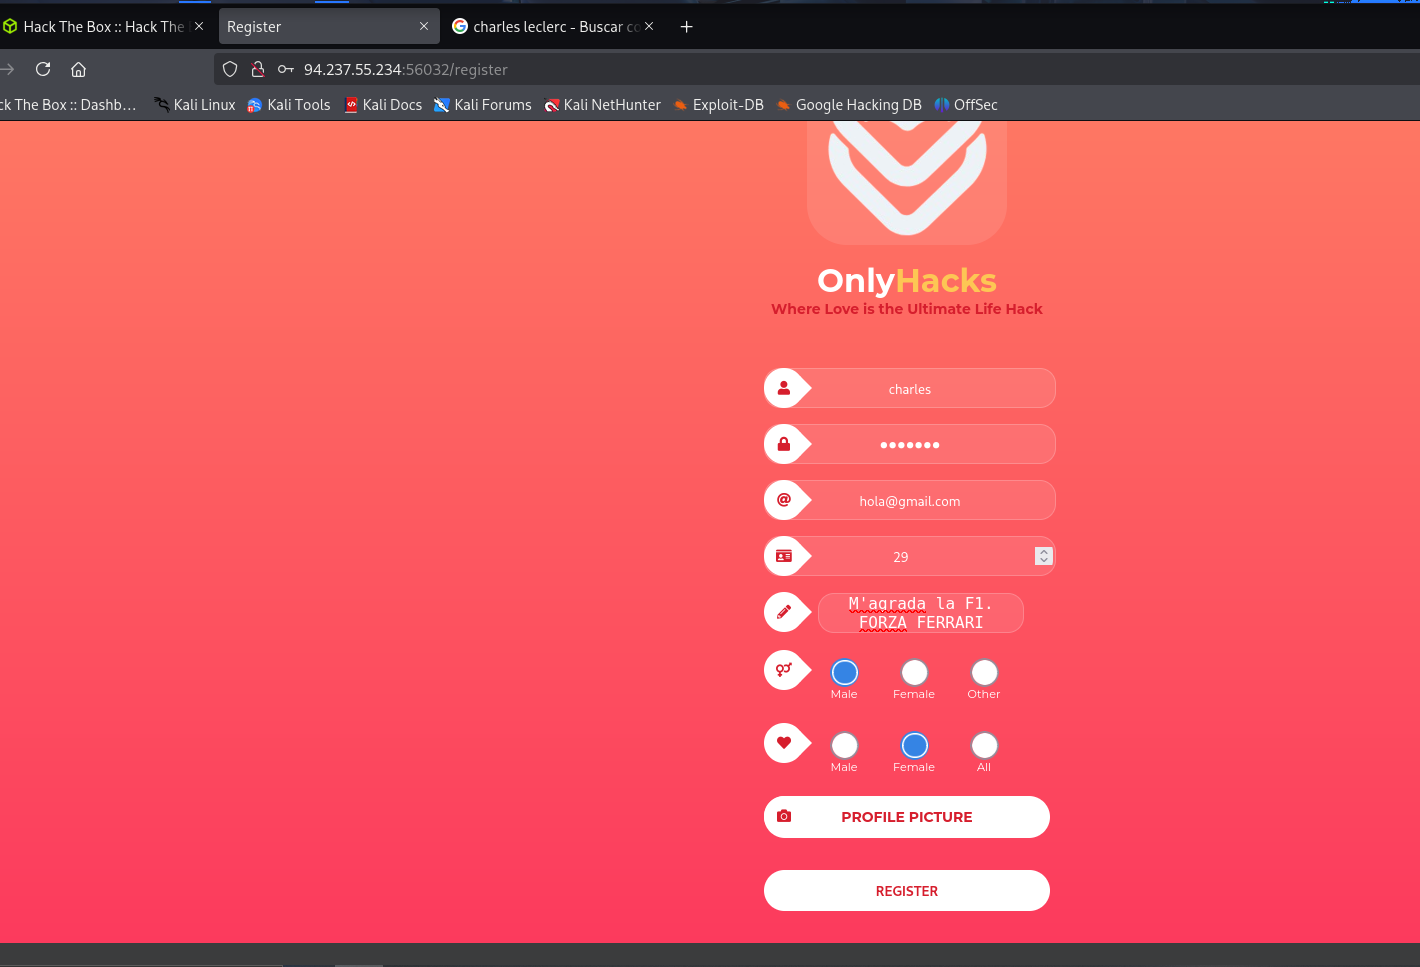 Hack The Box :: Hack The
Register
charles leclerc - Buscar co
94.237.55.234:56032/register
ck The Box :: Dashb…
Kali Linux
Kali Tools
Kali Docs
Kali Forums
Kali NetHunter
Exploit-DB
Google Hacking DB
OffSec
OnlyHacks
Where Love is the Ultimate Life Hack
charles
hola@gmail.com
29
M'agrada la F1.
FORZA FERRARI
Male Female Other
Male Female All
PROFILE PICTURE
REGISTER